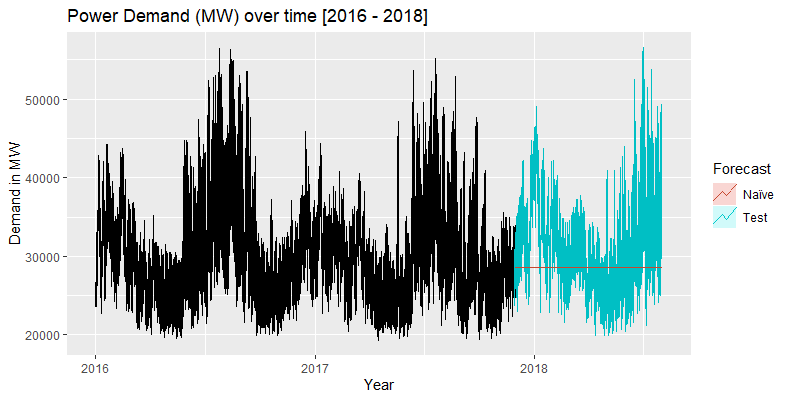 Power Demand (MW) over time [2016 - 2018]
50000
40000
30000
20000
Demand in MW
2016
2017
2018
Year
Forecast
Naïve
Test